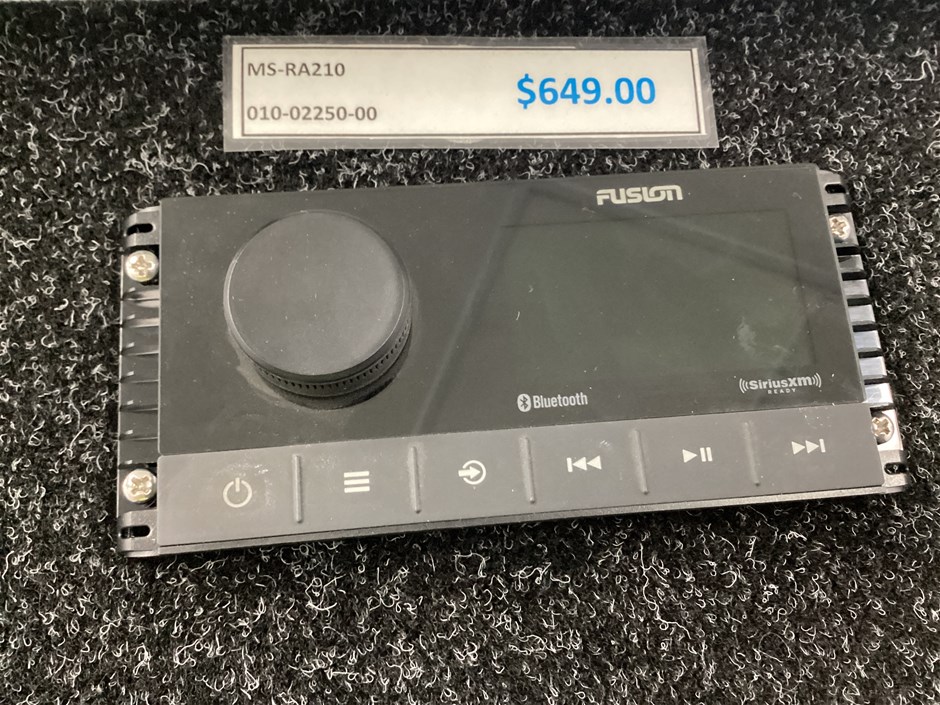 MS-RA210
$649.00
010-02250-00
FUSION
((SiriusXM))
READY
Bluetooth